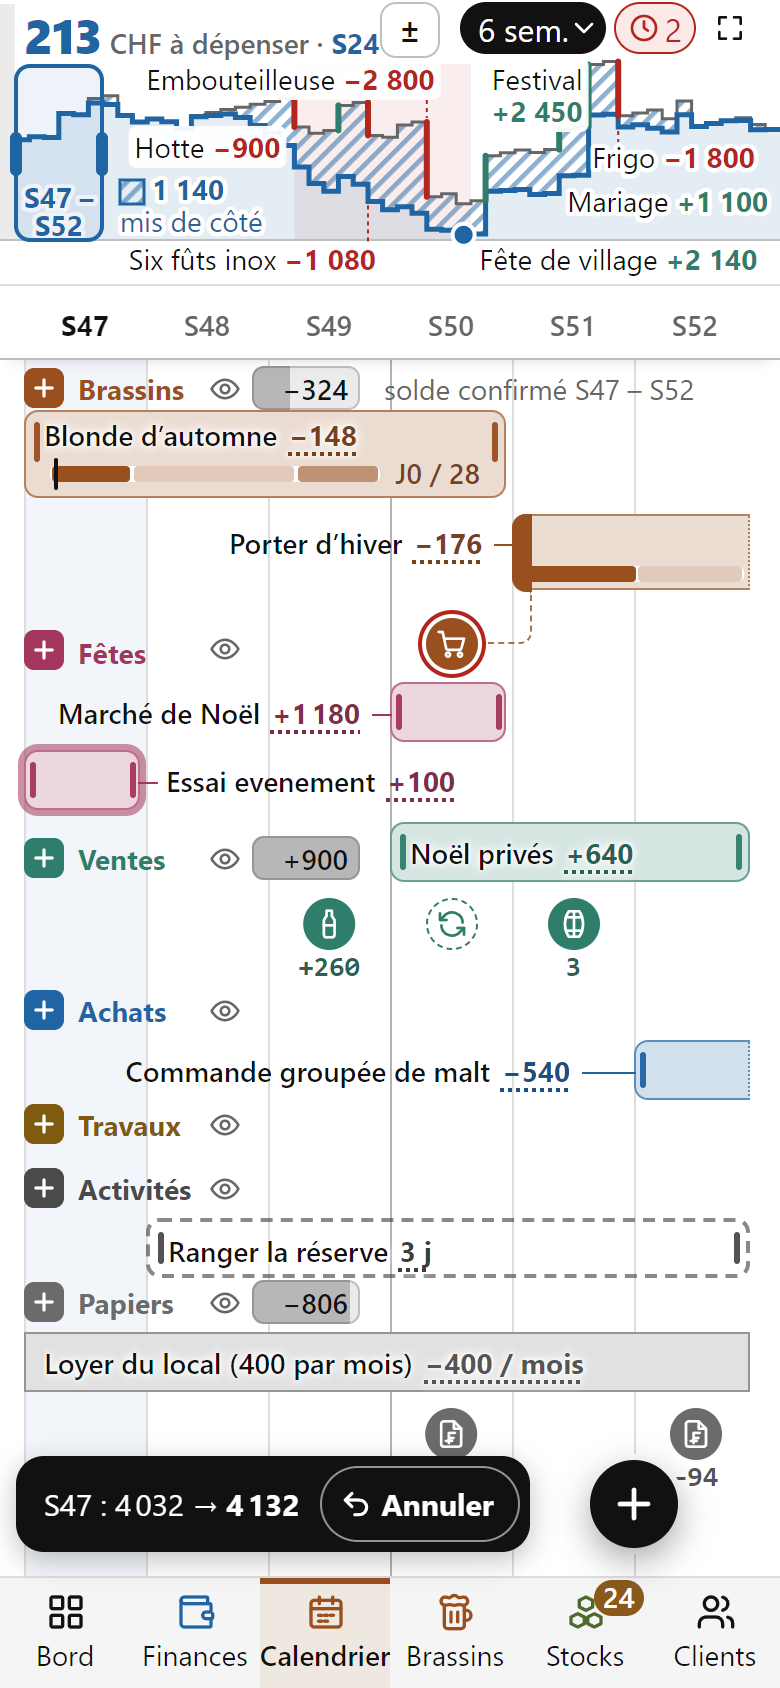 213 CHF à dépenser · S24
±
6 sem.
2
Embouteilleuse −2 800
Festival
+2 450
Hotte −900
Frigo −1 800
S47 –
S52
1 140
mis de côté
Mariage +1 100
Six fûts inox −1 080
Fête de village +2 140
S47 S48 S49 S50 S51 S52
Brassins −324 solde confirmé S47 – S52
Blonde d’automne −148
J0 / 28
Porter d’hiver −176
Fêtes
Marché de Noël +1 180
Essai evenement +100
Ventes +900
Noël privés +640
+260
3
Achats
Commande groupée de malt −540
Travaux
Activités
Ranger la réserve 3 j
Papiers −806
Loyer du local (400 par mois) −400 / mois
-94
S47 : 4 032 → 4 132 Annuler
+
24
Bord Finances Calendrier Brassins Stocks Clients